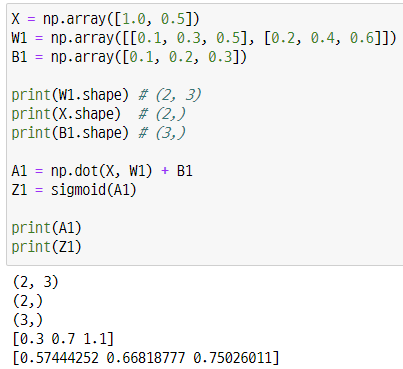 X = np.array([1.0, 0.5])
W1 = np.array([[0.1, 0.3, 0.5], [0.2, 0.4, 0.6]])
B1 = np.array([0.1, 0.2, 0.3])
print(W1.shape) # (2, 3)
print(X.shape)  # (2,)
print(B1.shape) # (3,)
A1 = np.dot(X, W1) + B1
Z1 = sigmoid(A1)
print(A1)
print(Z1)
(2, 3)
(2,)
(3,)
[0.3 0.7 1.1]
[0.57444252 0.66818777 0.75026011]